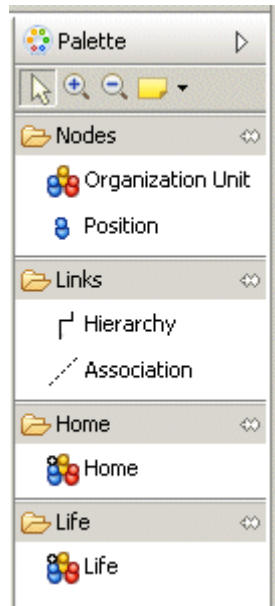 Palette
Nodes
Organization Unit
Position
Links
Hierarchy
Association
Home
Home
Life
Life